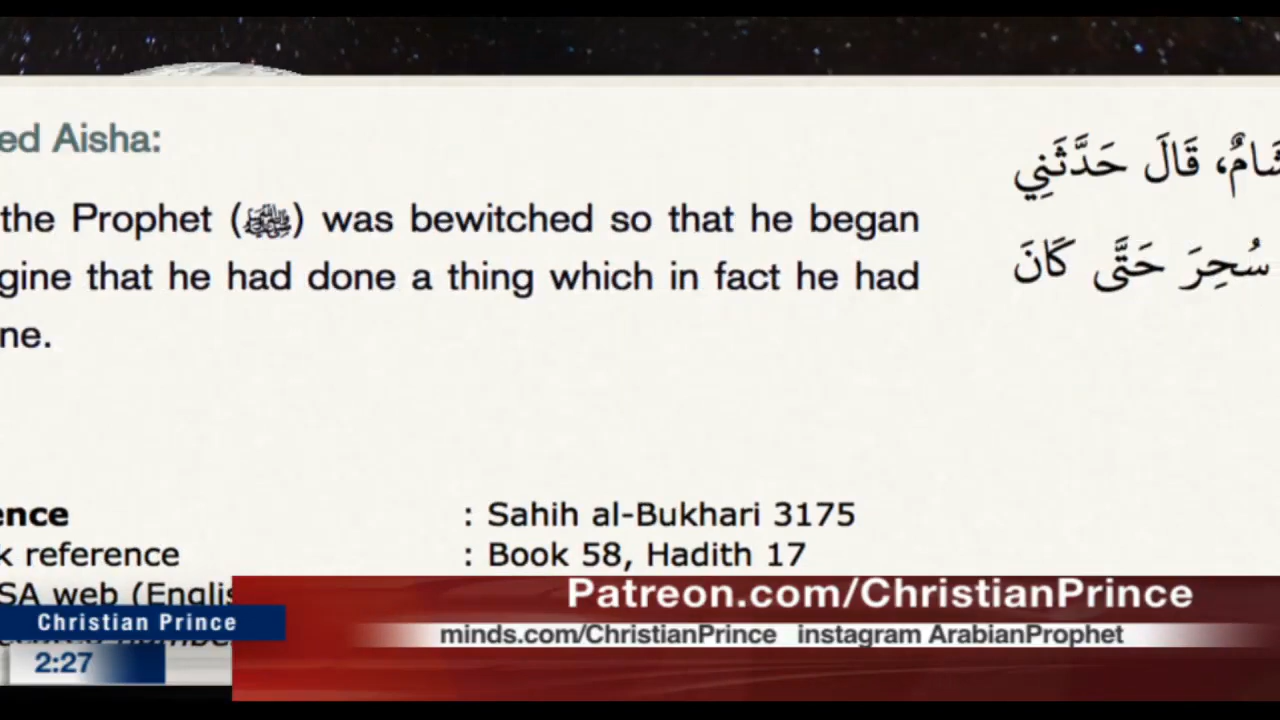 ed Aisha:
the Prophet (ﷺ) was bewitched so that he began
gine that he had done a thing which in fact he had
ne.
شَامٌ، قَالَ حَدَّثَنِي
سُحِرَ حَتَّى كَانَ
ence : Sahih al-Bukhari 3175
k reference : Book 58, Hadith 17
SA web (Englis
Patreon.com/ChristianPrince
Christian Prince
minds.com/ChristianPrince instagram ArabianProphet
2:27